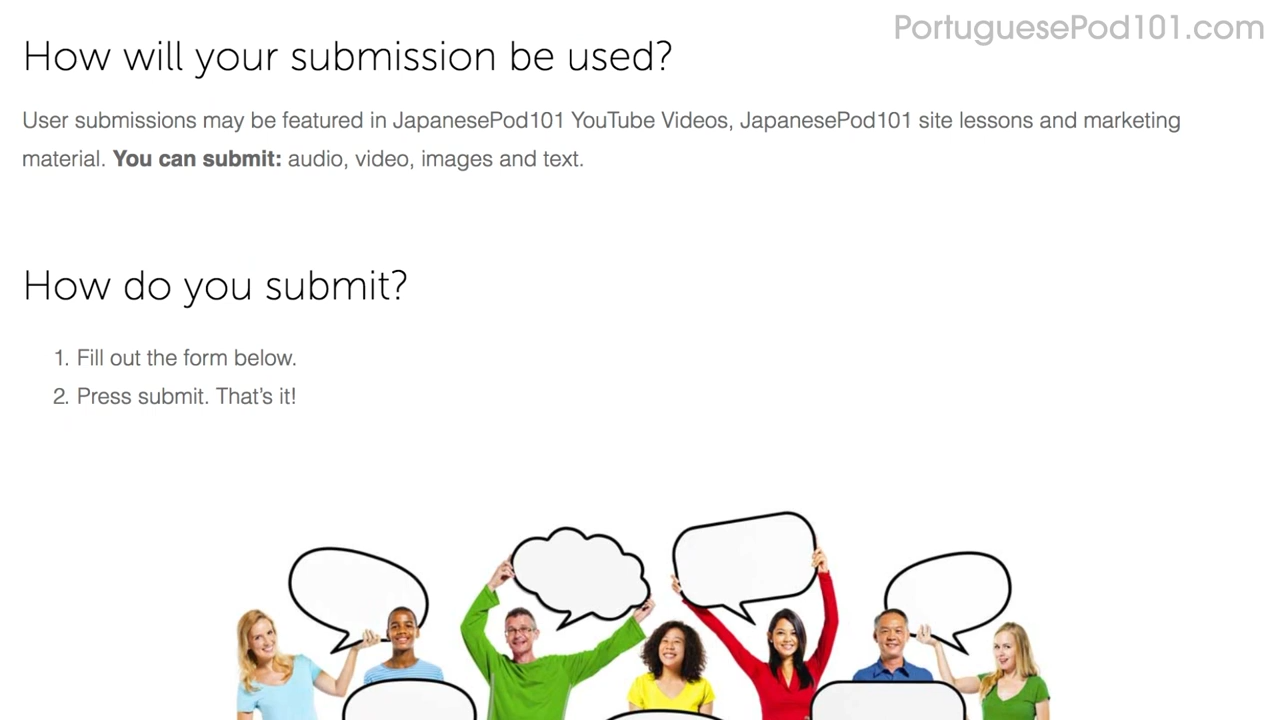 PortuguesePod101.com
How will your submission be used?
User submissions may be featured in JapanesePod101 YouTube Videos, JapanesePod101 site lessons and marketing
material. You can submit: audio, video, images and text.
How do you submit?
1. Fill out the form below.
2. Press submit. That’s it!